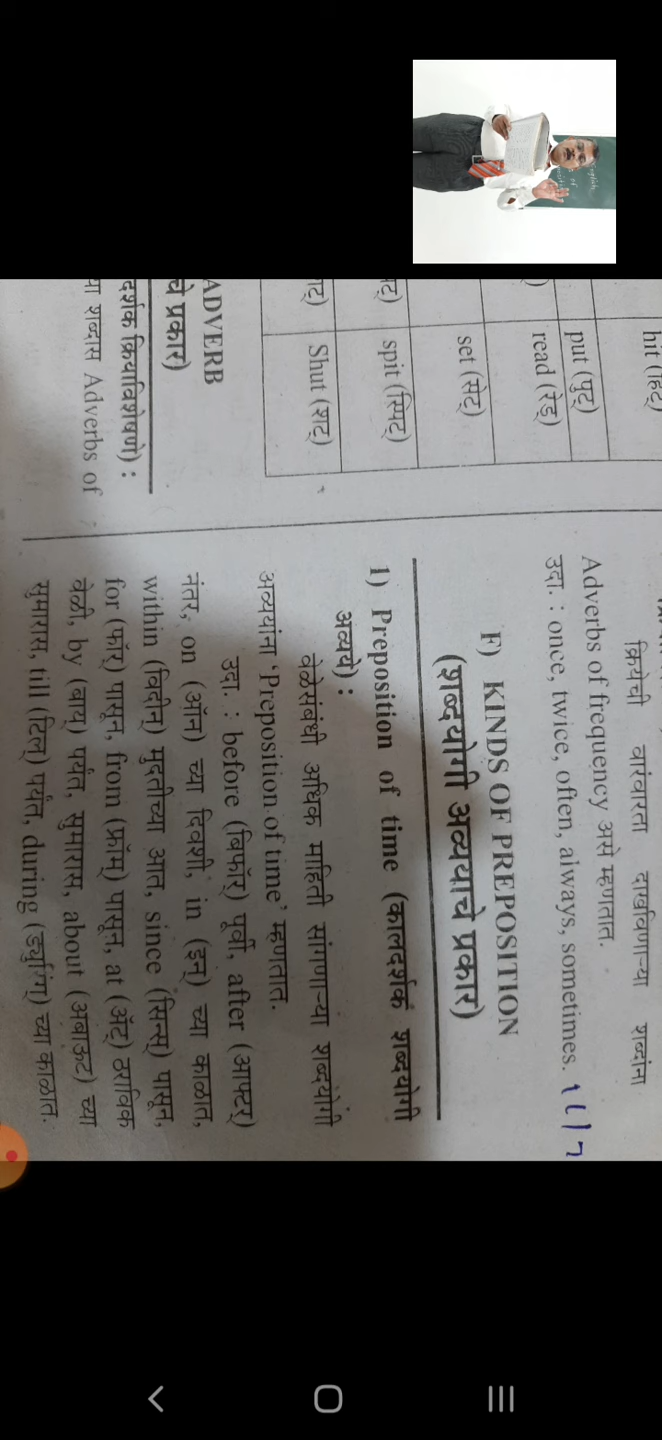 hit (हिट्)
put (पुट्)
read (रेड्)
set (सेट्)
spit (स्पिट्)
Shut (शट्)
ADVERB
चे प्रकार)
दर्शक क्रियाविशेषणे) :
या शब्दास Adverbs of
क्रियेची वारंवारता दाखविणाऱ्या शब्दांना
Adverbs of frequency असे म्हणतात.
उदा. : once, twice, often, always, sometimes.
F) KINDS OF PREPOSITION
(शब्दयोगी अव्ययाचे प्रकार)
1) Preposition of time (कालदर्शक शब्दयोगी
अव्यये) :
वेळेसंबंधी अधिक माहिती सांगणाऱ्या शब्दयोगी
अव्ययांना ‘Preposition of time’ म्हणतात.
उदा. : before (बिफॉर्) पूर्वी, after (आफ्टर्)
नंतर, on (ऑन) च्या दिवशी, in (इन्) च्या काळात,
within (विदीन) मुदतीच्या आत, since (सिन्स्) पासून,
for (फॉर्) पासून, from (फ्रॉम्) पासून, at (ॲट्) ठराविक
वेळी, by (बाय्) पर्यंत, सुमारास, about (अबाऊट) च्या
सुमारास, till (टिल्) पर्यंत, during (ड्युरिंग) च्या काळात.